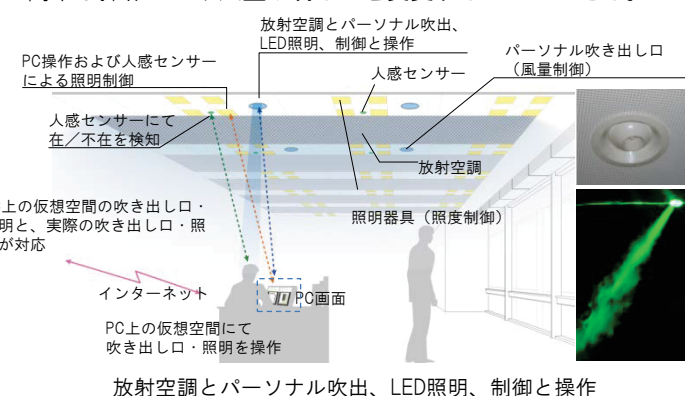 放射空調とパーソナル吹出、
LED照明、制御と操作
PC操作および人感センサー
による照明制御
人感センサー
パーソナル吹き出し口
（風量制御）
人感センサーにて
在／不在を検知
放射空調
上の仮想空間の吹き出し口・
明と、実際の吹き出し口・照
が対応
照明器具（照度制御）
インターネット
PC画面
PC上の仮想空間にて
吹き出し口・照明を操作
放射空調とパーソナル吹出、LED照明、制御と操作